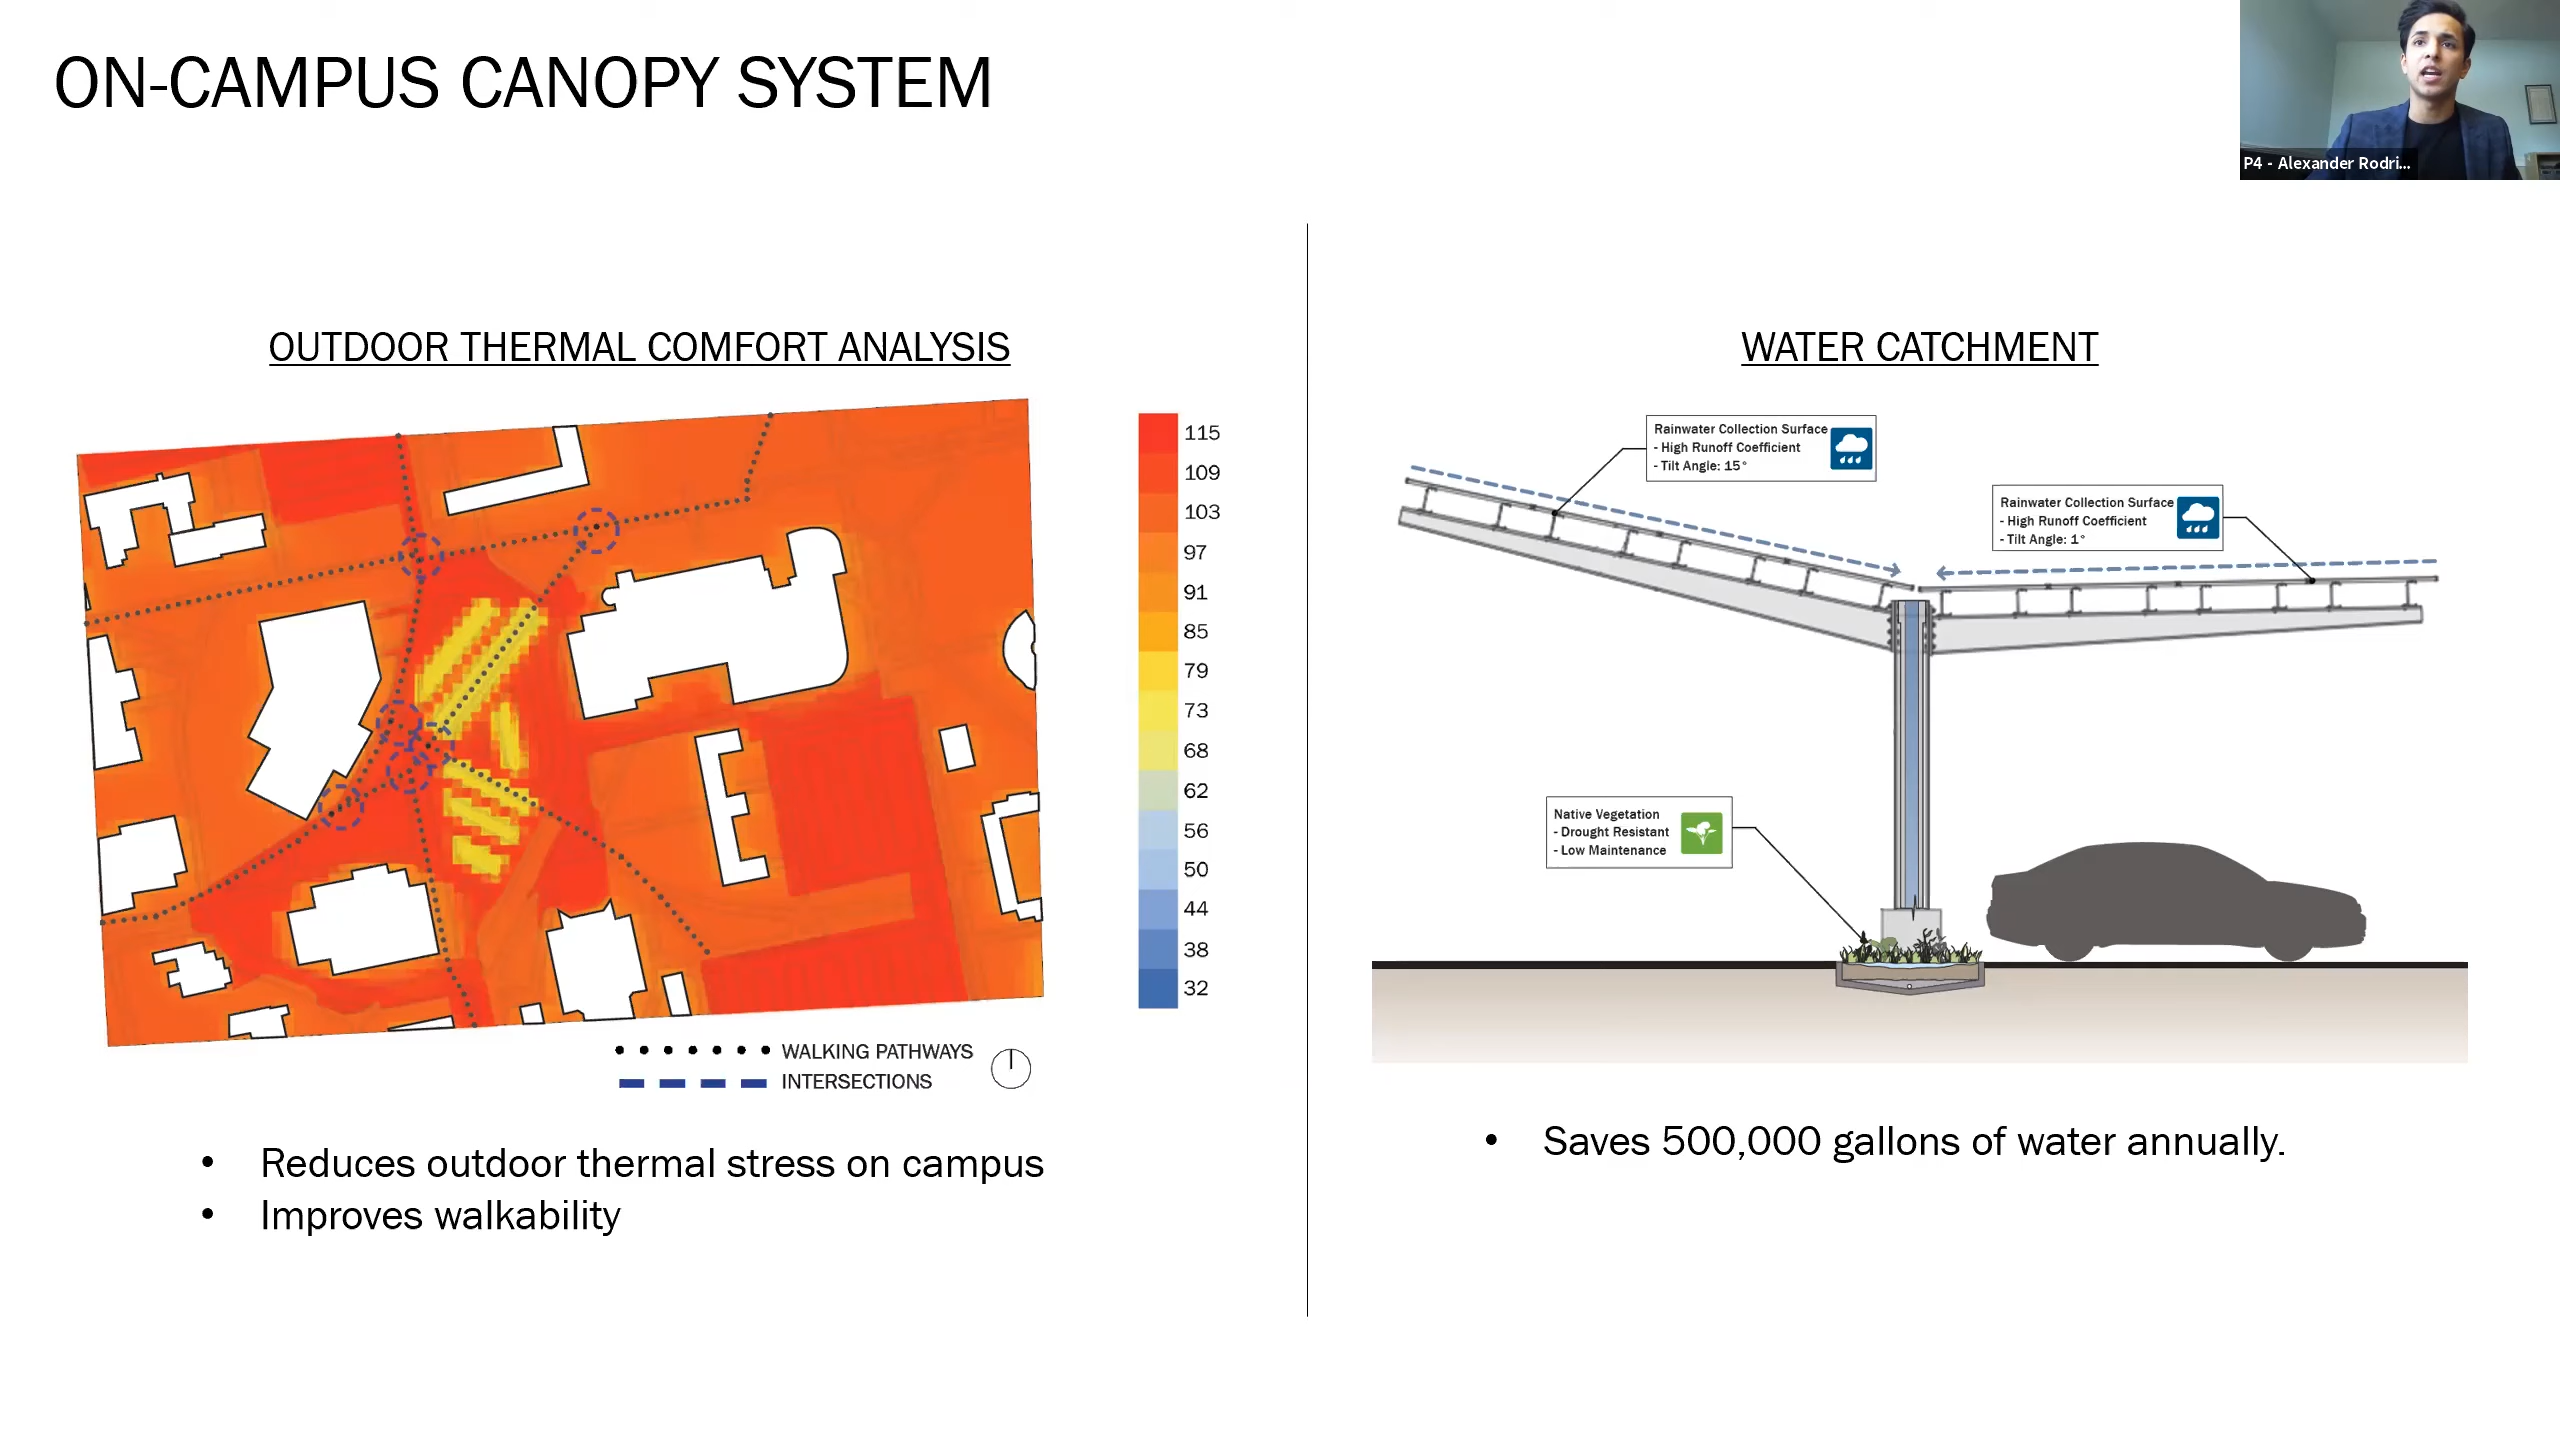 ON-CAMPUS CANOPY SYSTEM
P4 - Alexander Rodri...
OUTDOOR THERMAL COMFORT ANALYSIS
115
109
103
97
91
85
79
73
68
62
56
50
44
38
32
WALKING PATHWAYS
INTERSECTIONS
• Reduces outdoor thermal stress on campus
• Improves walkability
WATER CATCHMENT
Rainwater Collection Surface
- High Runoff Coefficient
- Tilt Angle: 15°
Rainwater Collection Surface
- High Runoff Coefficient
- Tilt Angle: 1°
Native Vegetation
- Drought Resistant
- Low Maintenance
• Saves 500,000 gallons of water annually.